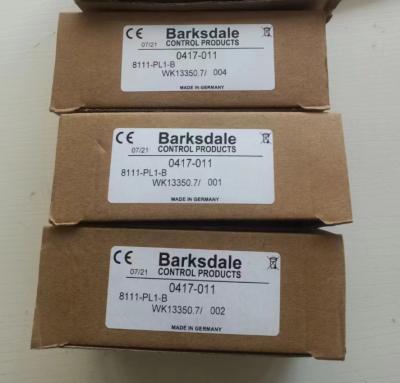 CE Barksdale
07/21 CONTROL PRODUCTS
0417-011
8111-PL1-B
WK13350.7/ 004
MADE IN GERMANY
CE Barksdale
07/21 CONTROL PRODUCTS
0417-011
8111-PL1-B
WK13350.7/ 001
MADE IN GERMANY
CE Barksdale
07/21 CONTROL PRODUCTS
0417-011
8111-PL1-B
WK13350.7/ 002
MADE IN GERMANY